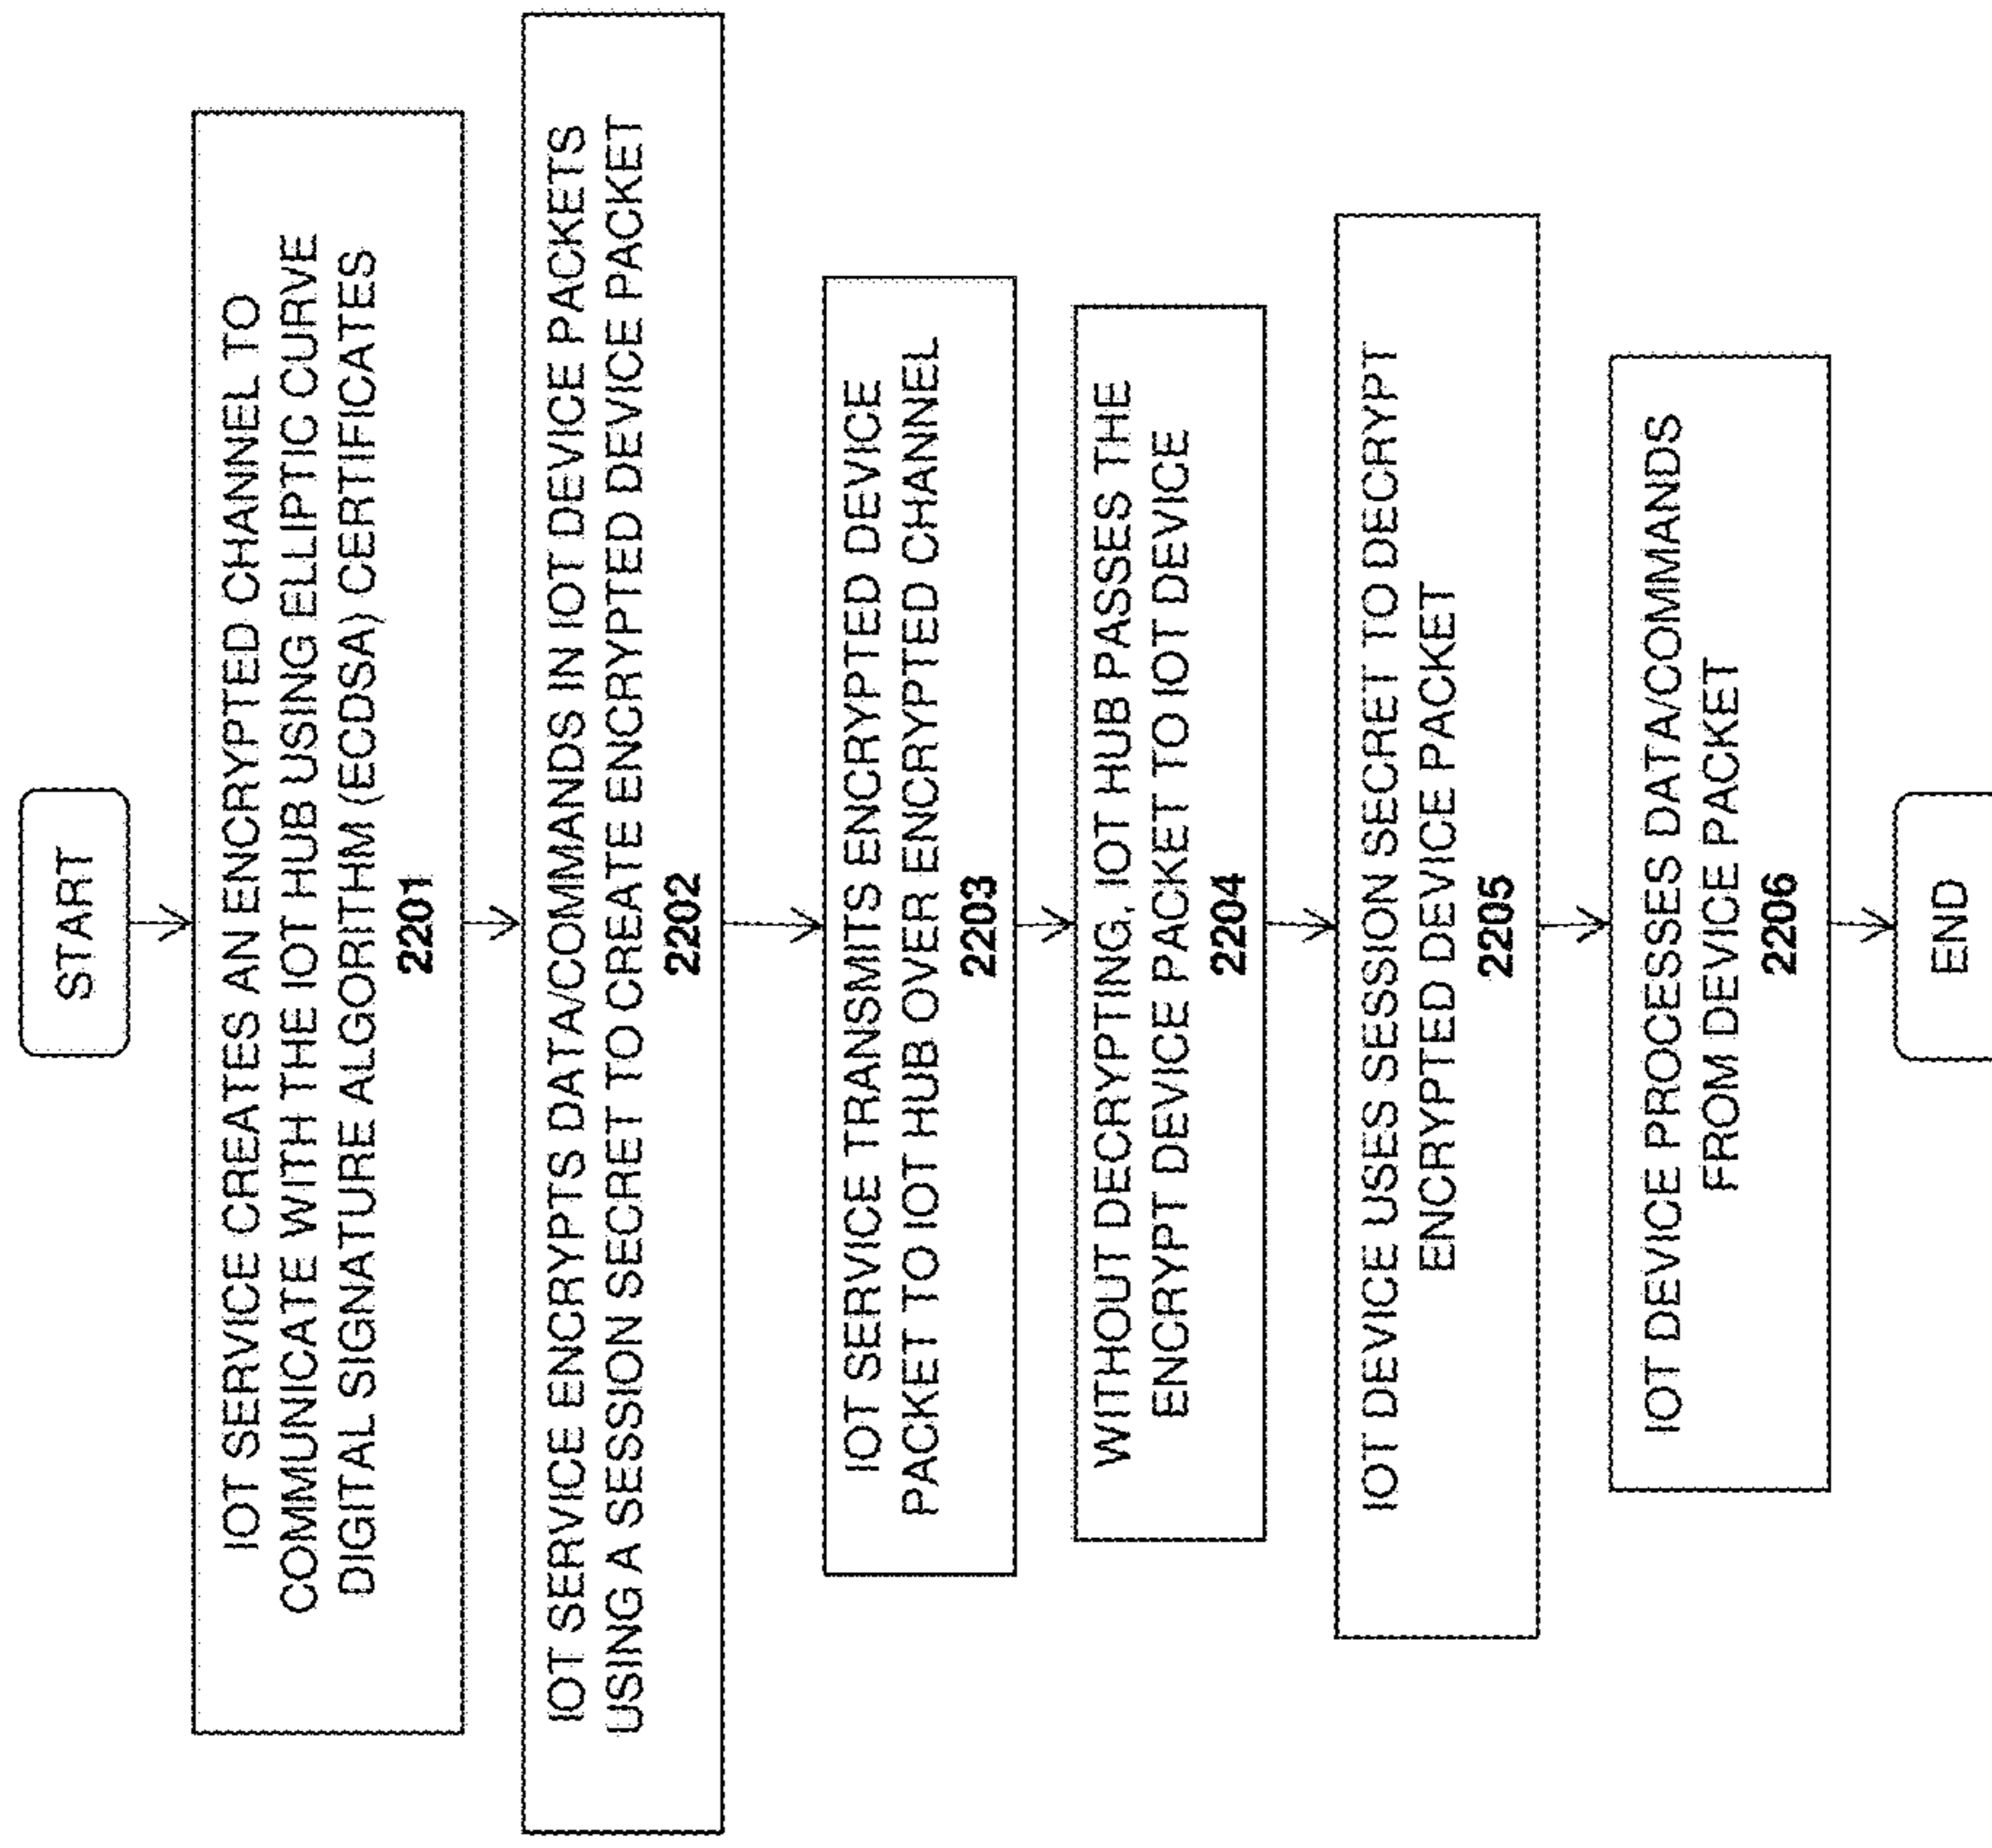 START
IOT SERVICE CREATES AN ENCRYPTED CHANNEL TO
COMMUNICATE WITH THE IOT HUB USING ELLIPTIC CURVE
DIGITAL SIGNATURE ALGORITHM (ECDSA) CERTIFICATES
2201
IOT SERVICE ENCRYPTS DATA/COMMANDS IN IOT DEVICE PACKETS
USING A SESSION SECRET TO CREATE ENCRYPTED DEVICE PACKET
2202
IOT SERVICE TRANSMITS ENCRYPTED DEVICE
PACKET TO IOT HUB OVER ENCRYPTED CHANNEL
2203
WITHOUT DECRYPTING, IOT HUB PASSES THE
ENCRYPT DEVICE PACKET TO IOT DEVICE
2204
IOT DEVICE USES SESSION SECRET TO DECRYPT
ENCRYPTED DEVICE PACKET
2205
IOT DEVICE PROCESSES DATA/COMMANDS
FROM DEVICE PACKET
2206
END